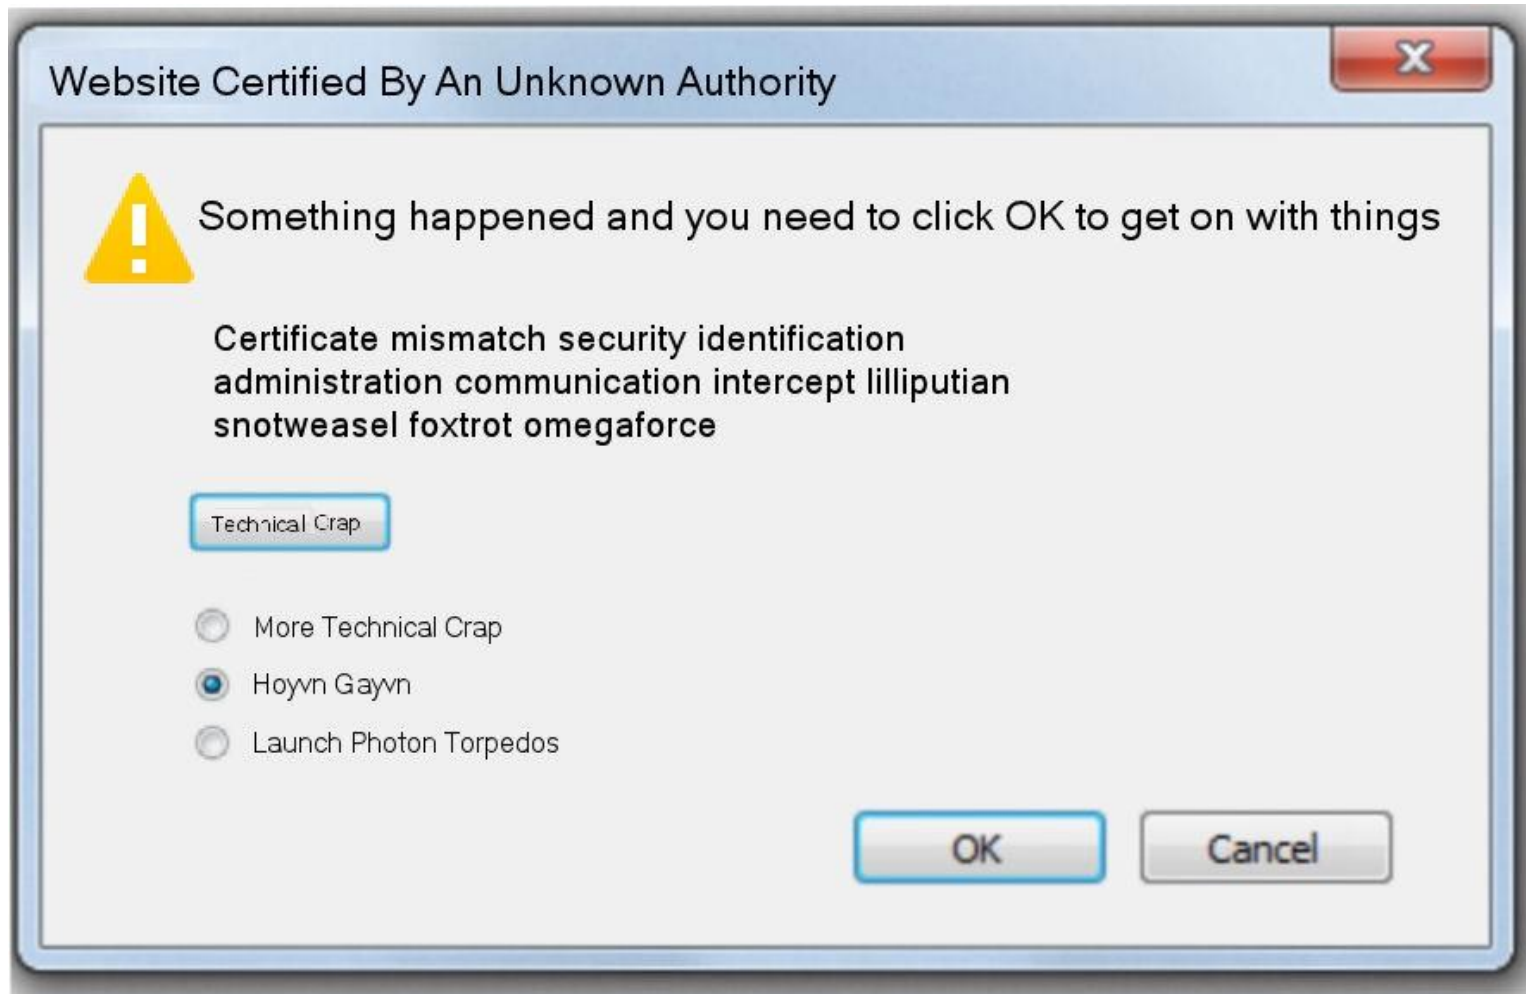 Website Certified By An Unknown Authority
Something happened and you need to click OK to get on with things
Certificate mismatch security identification
administration communication intercept lilliputian
snotweasel foxtrot omegaforce
Technical Crap
More Technical Crap
Hoyvn Gayvn
Launch Photon Torpedos
OK Cancel